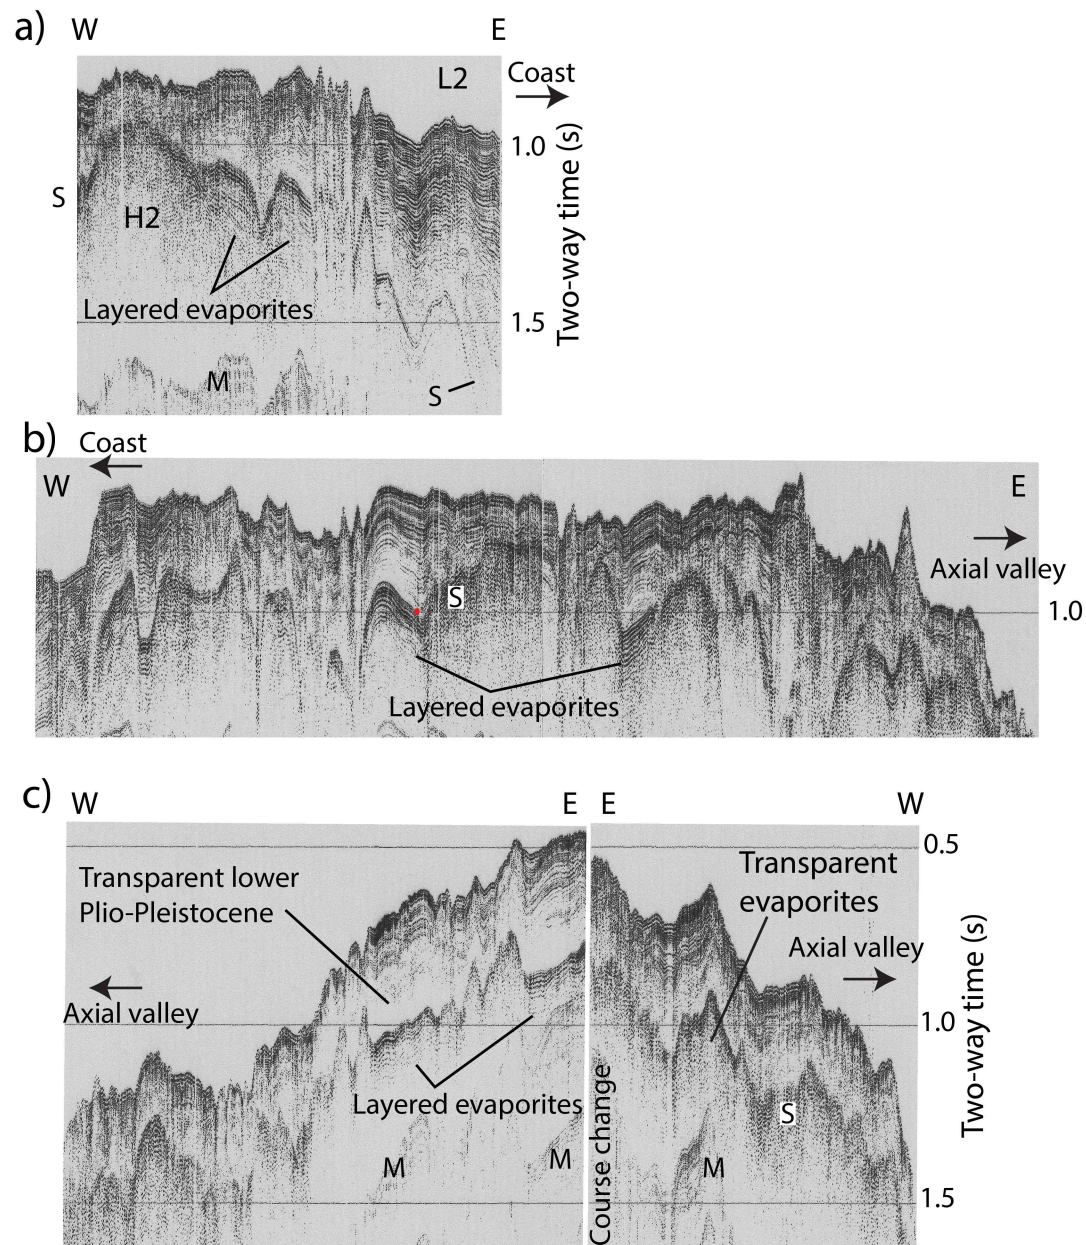 a) W E
L2
Coast
1.0
S
H2
Layered evaporites
1.5
Two-way time (s)
M
S
b) Coast
W E
Axial valley
S
1.0
Layered evaporites
c) W E E W
0.5
Transparent lower
Plio-Pleistocene
Transparent
evaporites
Axial valley
Axial valley
1.0
Layered evaporites
S
M M M
Course change
1.5
Two-way time (s)